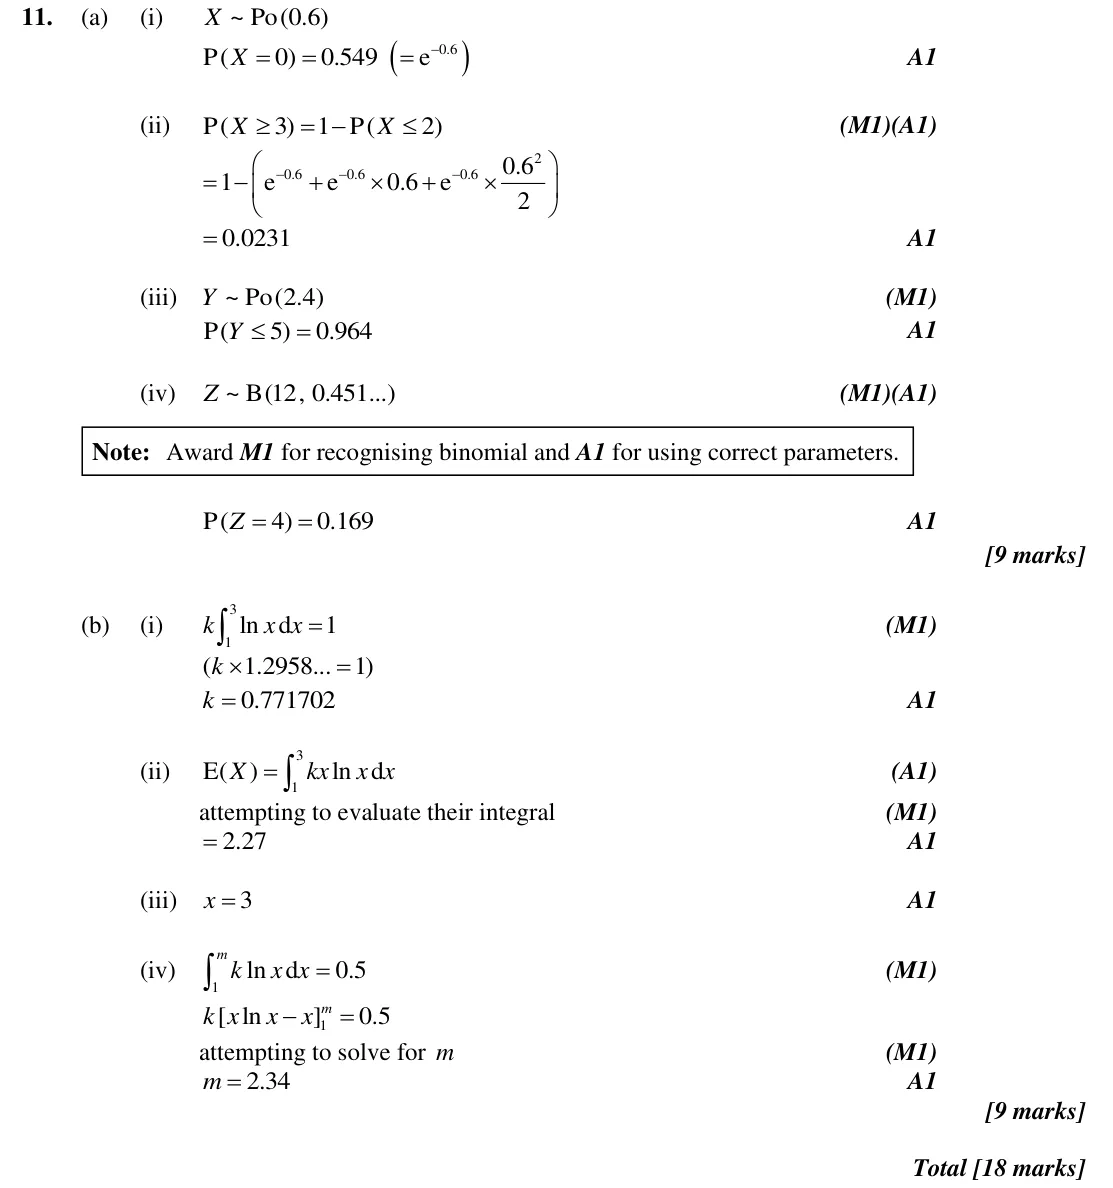 11. (a) (i) X ~ Po(0.6)
P(X = 0) = 0.549 (= e^{−0.6}) A1
(ii) P(X ≥ 3) = 1 − P(X ≤ 2) (M1)(A1)
= 1 − (e^{−0.6} + e^{−0.6} × 0.6 + e^{−0.6} × \frac{0.6^2}{2})
= 0.0231 A1
(iii) Y ~ Po(2.4) (M1)
P(Y ≤ 5) = 0.964 A1
(iv) Z ~ B(12, 0.451...) (M1)(A1)
Note: Award M1 for recognising binomial and A1 for using correct parameters.
P(Z = 4) = 0.169 A1
[9 marks]
(b) (i) k∫_1^3 ln x dx = 1 (M1)
(k × 1.2958... = 1)
k = 0.771702 A1
(ii) E(X) = ∫_1^3 kx ln x dx (A1)
attempting to evaluate their integral (M1)
= 2.27 A1
(iii) x = 3 A1
(iv) ∫_1^m k ln x dx = 0.5 (M1)
k[x ln x − x]_1^m = 0.5
attempting to solve for m (M1)
m = 2.34 A1
[9 marks]
Total [18 marks]